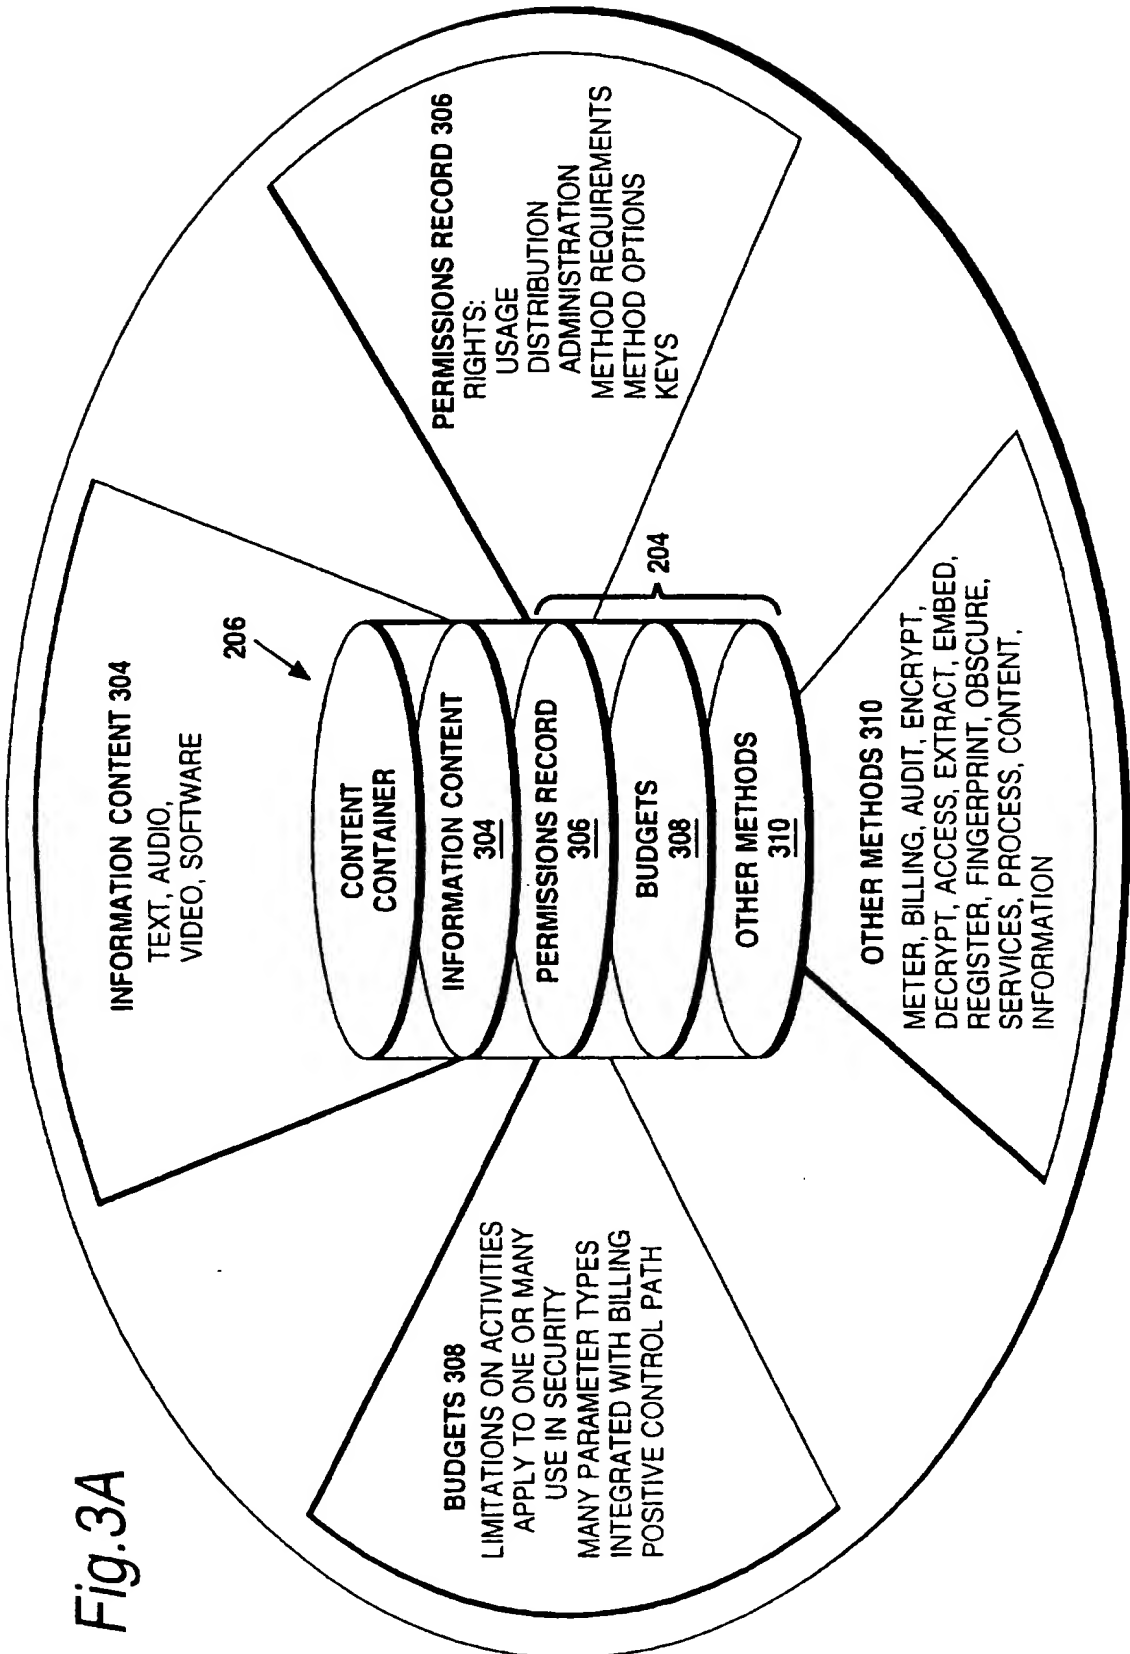 Fig.3A
INFORMATION CONTENT 304
TEXT, AUDIO,
VIDEO, SOFTWARE
206
BUDGETS 308
LIMITATIONS ON ACTIVITIES
APPLY TO ONE OR MANY
USE IN SECURITY
MANY PARAMETER TYPES
INTEGRATED WITH BILLING
POSITIVE CONTROL PATH
CONTENT
CONTAINER
INFORMATION CONTENT
304
PERMISSIONS RECORD
306
BUDGETS
308
OTHER METHODS
310
204
PERMISSIONS RECORD 306
RIGHTS:
USAGE
DISTRIBUTION
ADMINISTRATION
METHOD REQUIREMENTS
METHOD OPTIONS
KEYS
OTHER METHODS 310
METER, BILLING, AUDIT, ENCRYPT,
DECRYPT, ACCESS, EXTRACT, EMBED,
REGISTER, FINGERPRINT, OBSCURE,
SERVICES, PROCESS, CONTENT,
INFORMATION